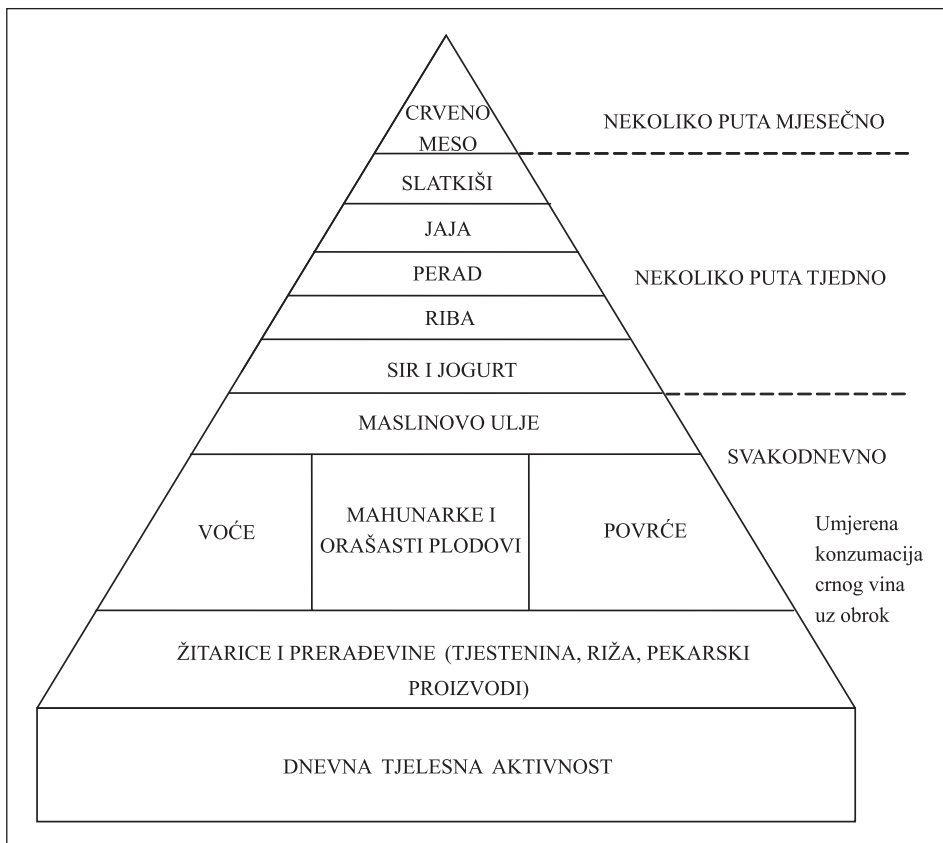 CRVENO
MESO
NEKOLIKO PUTA MJESEČNO
SLATKIŠI
JAJA
PERAD
NEKOLIKO PUTA TJEDNO
RIBA
SIR I JOGURT
MASLINOVO ULJE
SVAKODNEVNO
VOĆE
MAHUNARKE I
ORAŠASTI PLODOVI
POVRĆE
Umjerena
konzumacija
crnog vina
uz obrok
ŽITARICE I PRERAĐEVINE (TJESTENINA, RIŽA, PEKARSKI
PROIZVODI)
DNEVNA TJELESNA AKTIVNOST